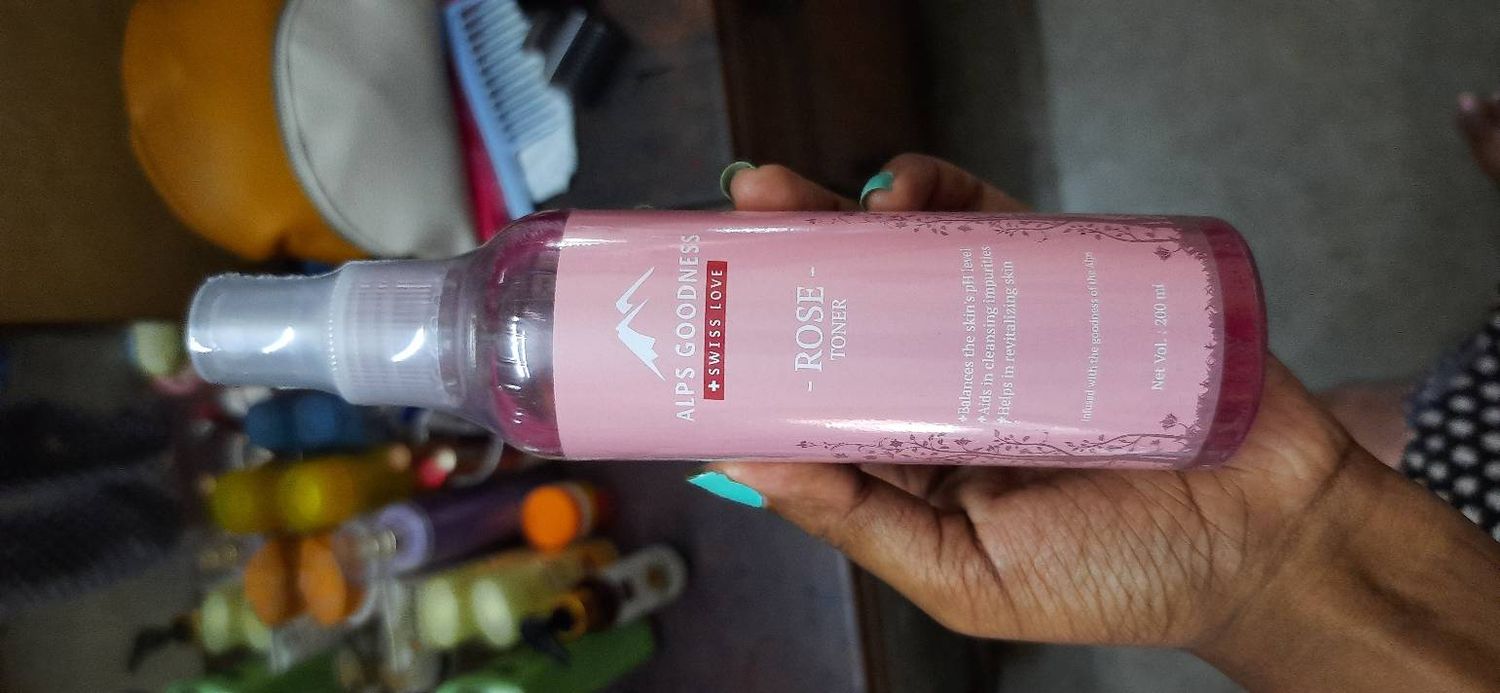 ALPS GOODNESS
SWISS LOVE
- ROSE -
TONER
Balances the skin's pH level
Aids in cleansing impurities
Helps in revitalizing skin
Infused with the goodness of the Alps
Net Vol. : 200 ml